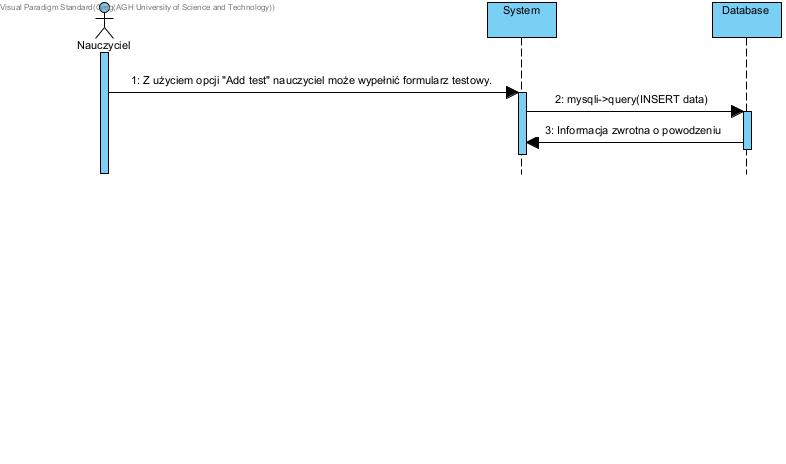 Visual Paradigm Standard( (AGH University of Science and Technology))
System
Database
Nauczyciel
1: Z użyciem opcji "Add test" nauczyciel może wypełnić formularz testowy.
2: mysqli->query(INSERT data)
3: Informacja zwrotna o powodzeniu